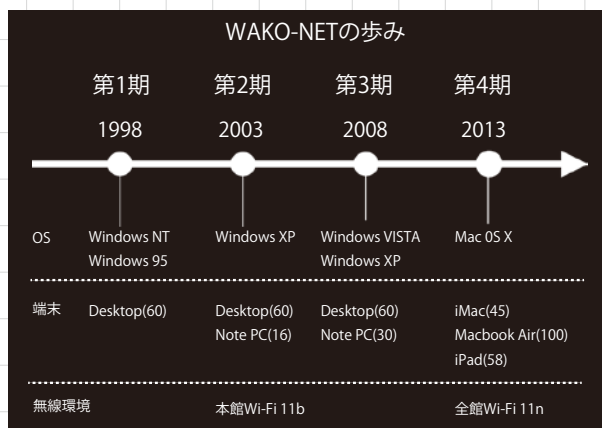 WAKO-NETの歩み
第1期 第2期 第3期 第4期
1998 2003 2008 2013
OS Windows NT Windows XP Windows VISTA Mac 0S X
Windows 95 Windows XP
端末 Desktop(60) Desktop(60) Desktop(60) iMac(45)
Note PC(16) Note PC(30) Macbook Air(100)
iPad(58)
無線環境 本館Wi-Fi 11b 全館Wi-Fi 11n